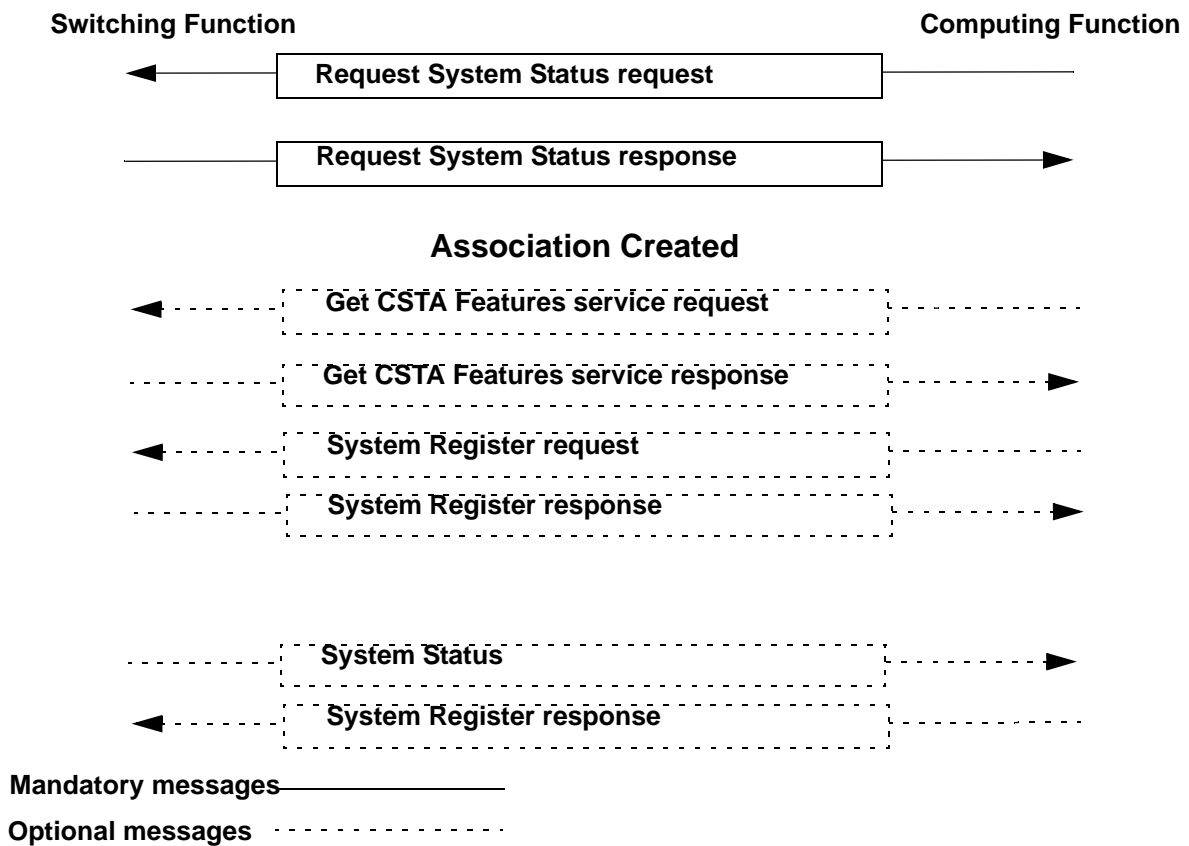 Switching Function
Computing Function
Request System Status request
Request System Status response
Association Created
Get CSTA Features service request
Get CSTA Features service response
System Register request
System Register response
System Status
System Register response
Mandatory messages
Optional messages